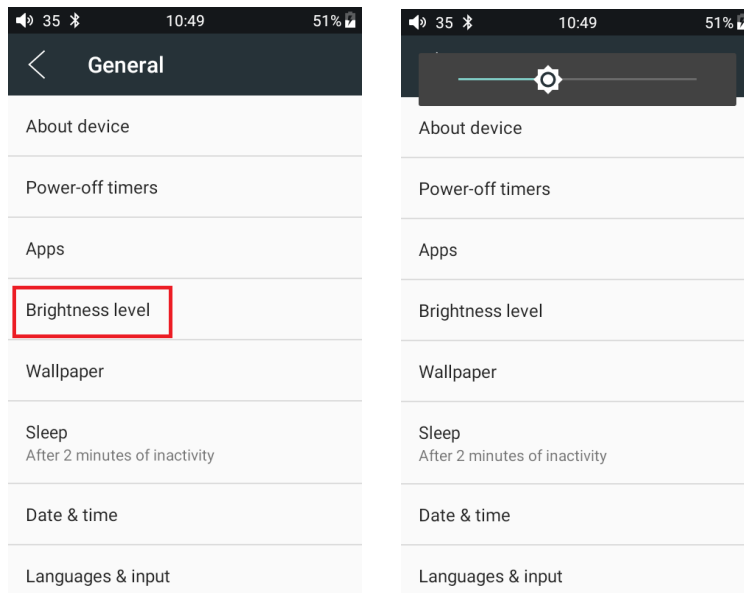 35 10:49 51%
General
About device
Power-off timers
Apps
Brightness level
Wallpaper
Sleep
After 2 minutes of inactivity
Date & time
Languages & input
35 10:49 51%
About device
Power-off timers
Apps
Brightness level
Wallpaper
Sleep
After 2 minutes of inactivity
Date & time
Languages & input